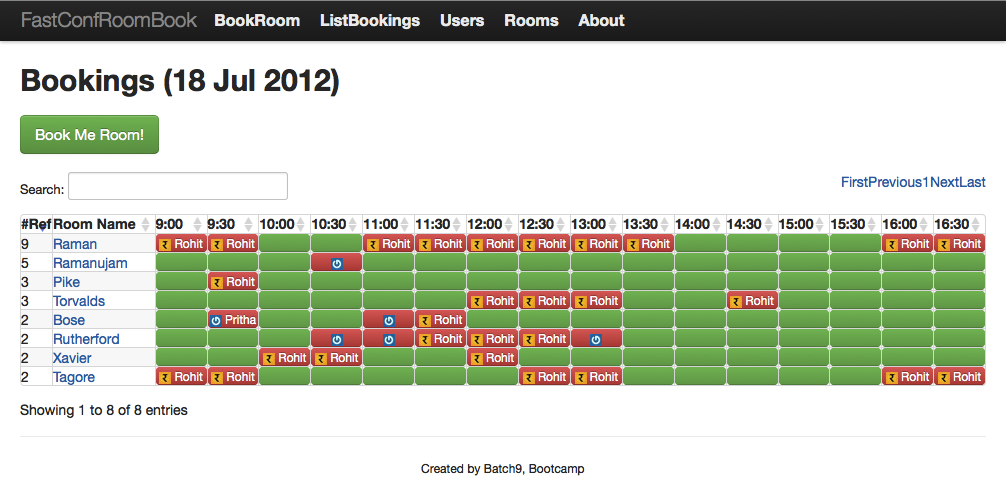 FastConfRoomBook BookRoom ListBookings Users Rooms About
Bookings (18 Jul 2012)
Book Me Room!
Search:
FirstPrevious1NextLast
#Ref Room Name 9:00 9:30 10:00 10:30 11:00 11:30 12:00 12:30 13:00 13:30 14:00 14:30 15:00 15:30 16:00 16:30
9 Raman Rohit Rohit Rohit Rohit Rohit Rohit Rohit Rohit Rohit Rohit
5 Ramanujam
3 Pike Rohit
3 Torvalds Rohit Rohit Rohit Rohit
2 Bose Pritha Rohit
2 Rutherford Rohit Rohit Rohit
2 Xavier Rohit Rohit Rohit
2 Tagore Rohit Rohit Rohit Rohit Rohit Rohit
Showing 1 to 8 of 8 entries
Created by Batch9, Bootcamp